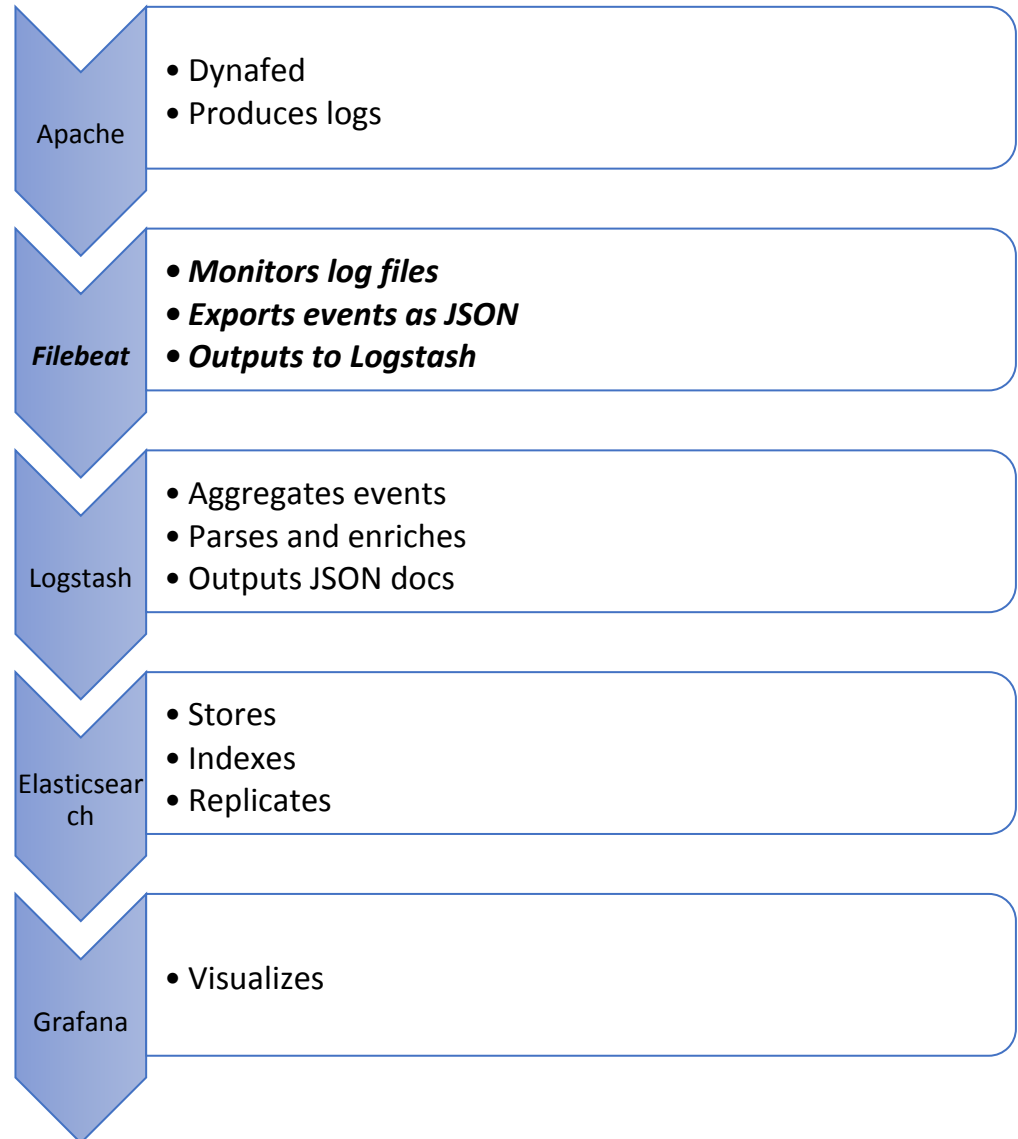 Apache
• Dynafed
• Produces logs
Filebeat
• Monitors log files
• Exports events as JSON
• Outputs to Logstash
Logstash
• Aggregates events
• Parses and enriches
• Outputs JSON docs
Elasticsear
ch
• Stores
• Indexes
• Replicates
Grafana
• Visualizes